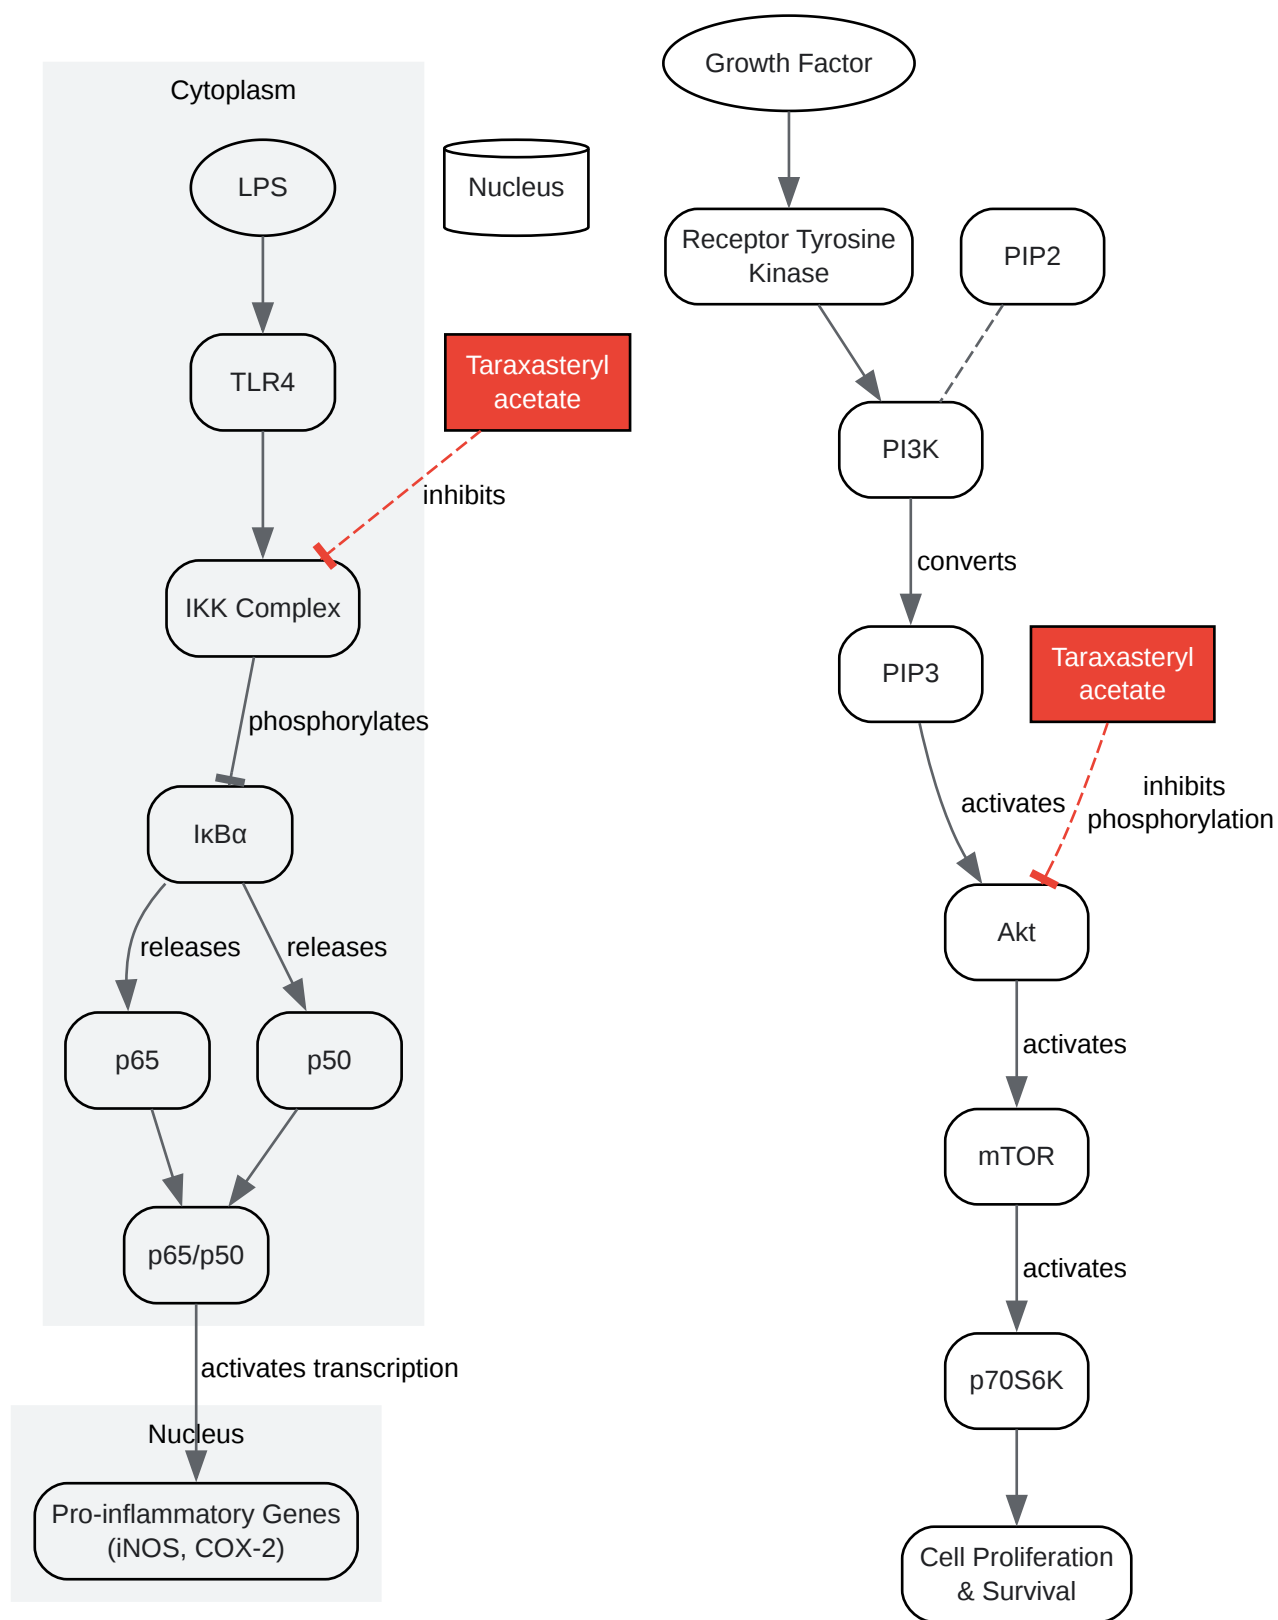 Cytoplasm
LPS
TLR4
IKK Complex
phosphorylates
IκBα
releases
releases
p65
p50
p65/p50
activates transcription
Nucleus
Pro-inflammatory Genes
(iNOS, COX-2)
Nucleus
Taraxasteryl
acetate
inhibits
Growth Factor
Receptor Tyrosine
Kinase
PIP2
PI3K
converts
PIP3
Taraxasteryl
acetate
activates
inhibits
phosphorylation
Akt
activates
mTOR
activates
p70S6K
Cell Proliferation
& Survival